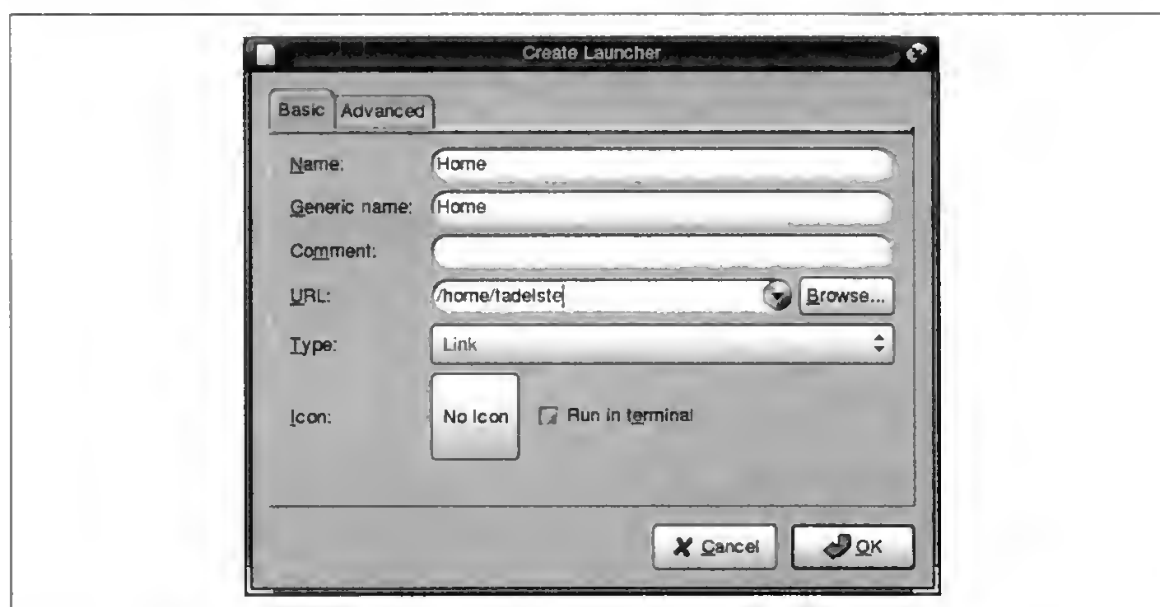 Create Launcher
Basic Advanced
Name: Home
Generic name: Home
Comment:
URL: /home/tadelste Browse...
Type: Link
Icon: No Icon Run in terminal
Cancel OK